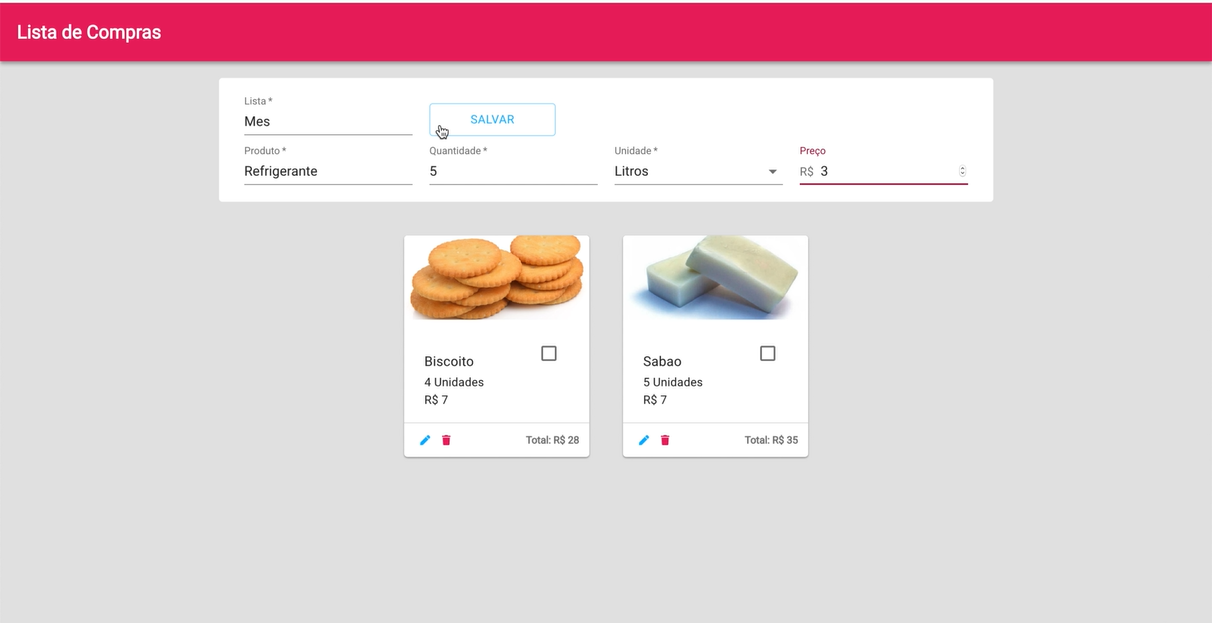 Lista de Compras
Lista *
Mes
SALVAR
Produto *
Refrigerante
Quantidade *
5
Unidade *
Litros
Preço
R$ 3
Biscoito
4 Unidades
R$ 7
Total: R$ 28
Sabao
5 Unidades
R$ 7
Total: R$ 35